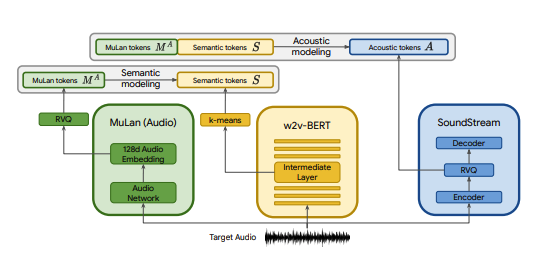 MuLan tokens M^A
Semantic tokens S
Acoustic
modeling
Acoustic tokens A
MuLan tokens M^A
Semantic
modeling
Semantic tokens S
RVQ
MuLan (Audio)
128d Audio
Embedding
Audio
Network
k-means
w2v-BERT
Intermediate
Layer
SoundStream
Decoder
RVQ
Encoder
Target Audio